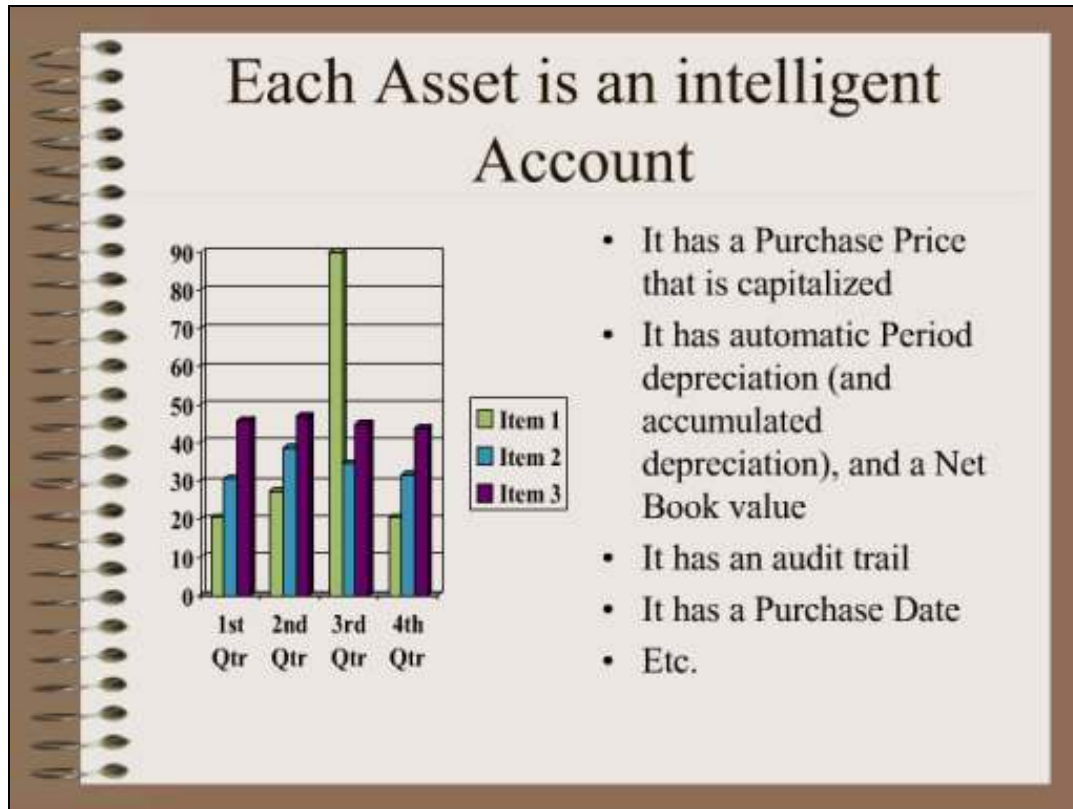 Each Asset is an intelligent
Account
90
80
70
60
50
40
30
20
10
0
1st 2nd 3rd 4th
Qtr Qtr Qtr Qtr
Item 1
Item 2
Item 3
• It has a Purchase Price
that is capitalized
• It has automatic Period
depreciation (and
accumulated
depreciation), and a Net
Book value
• It has an audit trail
• It has a Purchase Date
• Etc.